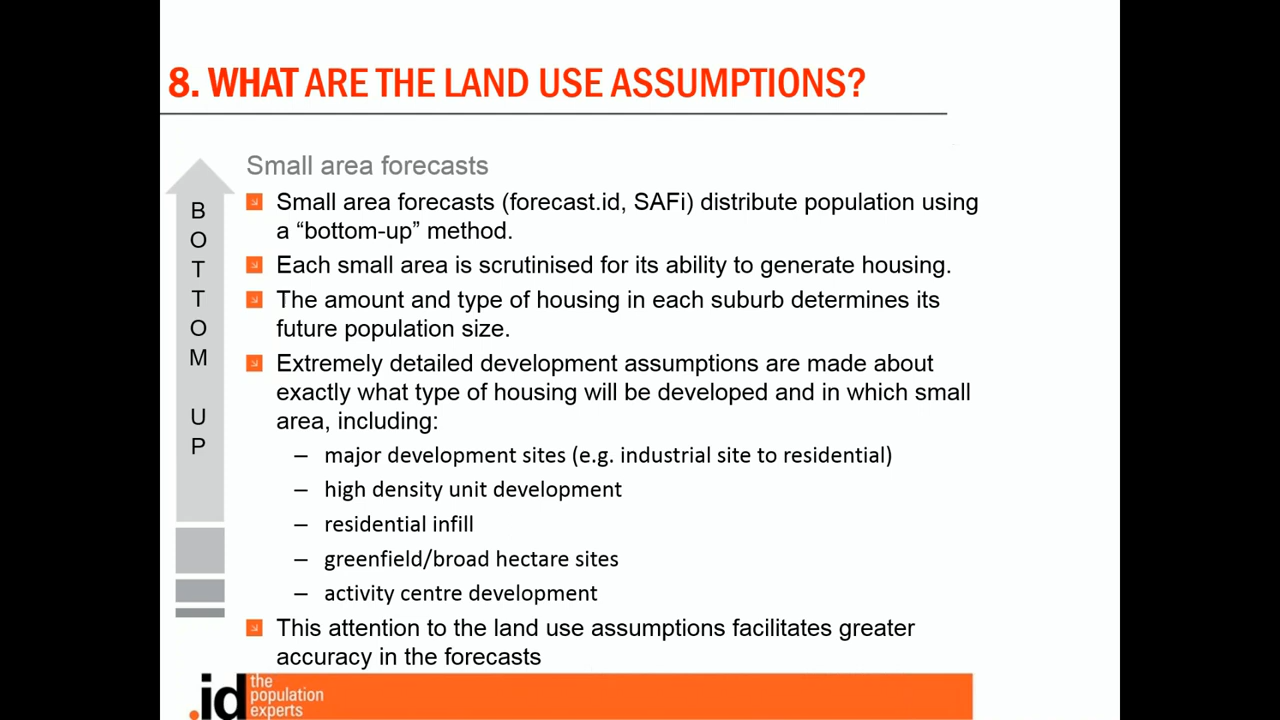 8. WHAT ARE THE LAND USE ASSUMPTIONS?
Small area forecasts
Small area forecasts (forecast.id, SAFi) distribute population using
a “bottom-up” method.
Each small area is scrutinised for its ability to generate housing.
The amount and type of housing in each suburb determines its
future population size.
Extremely detailed development assumptions are made about
exactly what type of housing will be developed and in which small
area, including:
– major development sites (e.g. industrial site to residential)
– high density unit development
– residential infill
– greenfield/broad hectare sites
– activity centre development
This attention to the land use assumptions facilitates greater
accuracy in the forecasts
B
O
T
T
O
M
U
P
.id
the
population
experts